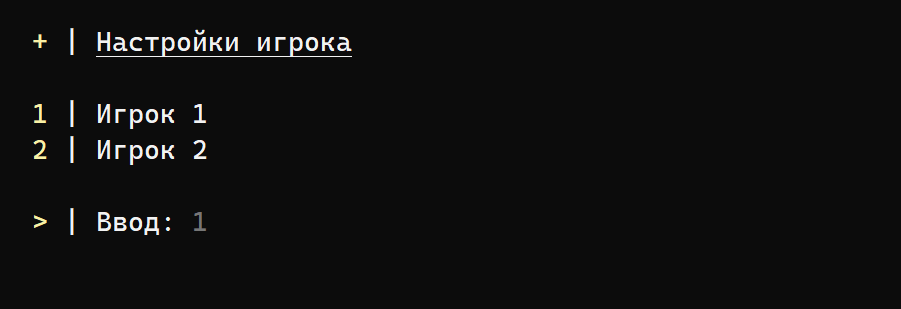 + | Настройки игрока
1 | Игрок 1
2 | Игрок 2
> | Ввод: 1